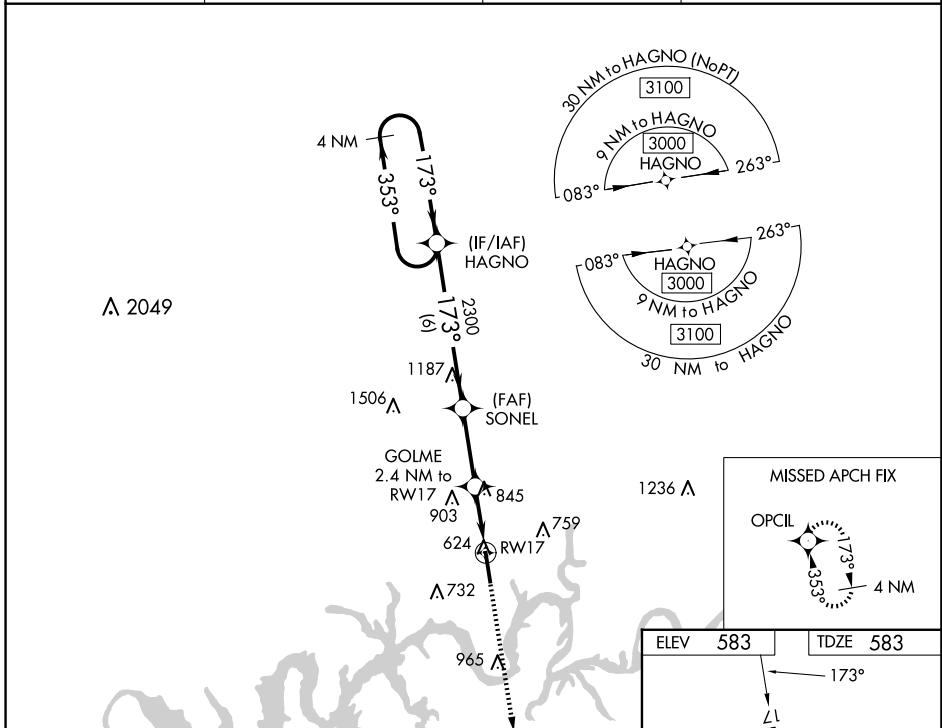 30 NM to HAGNO (NoPT)
3100
9 NM to HAGNO
3000
HAGNO
083°
263°
4 NM
173°
353°
(IF/IAF)
HAGNO
083°
263°
HAGNO
3000
9 NM to HAGNO
3100
30 NM to HAGNO
2049
2300
173°
(6)
1187
1506
(FAF)
SONEL
GOLME
2.4 NM to
RW17
845
903
1236
759
624
RW17
732
965
MISSED APCH FIX
OPCIL
173°
353°
4 NM
ELEV 583
TDZE 583
173°
17